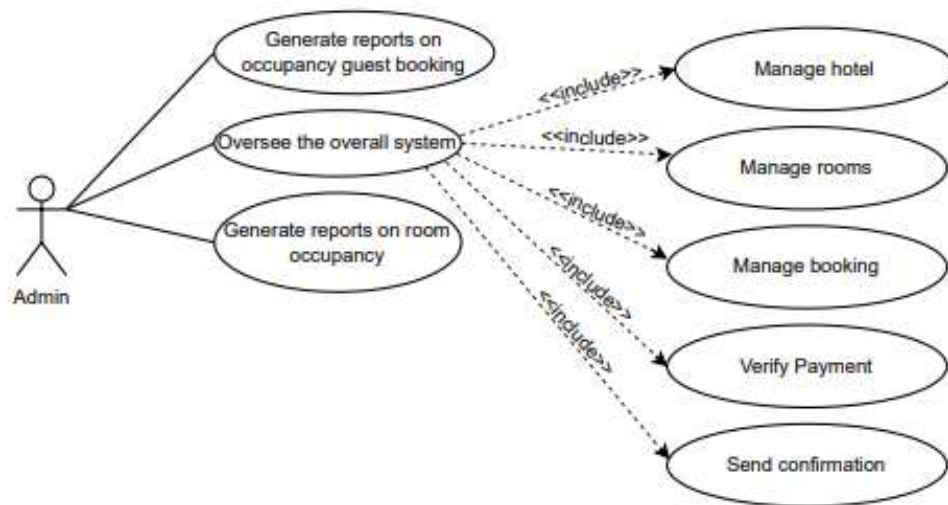 Generate reports on
occupancy guest booking
Oversee the overall system
Generate reports on room
occupancy
Admin
<<include>>
<<include>>
<<include>>
<<include>>
<<include>>
Manage hotel
Manage rooms
Manage booking
Verify Payment
Send confirmation